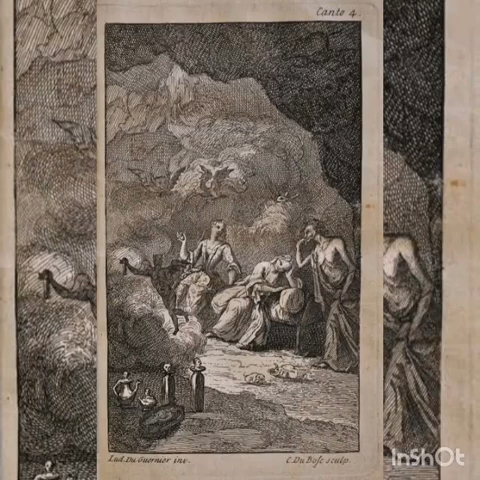 Canto 4.
Lud. Du Guernier inv.
C. Du Bosc sculp.
InShOt